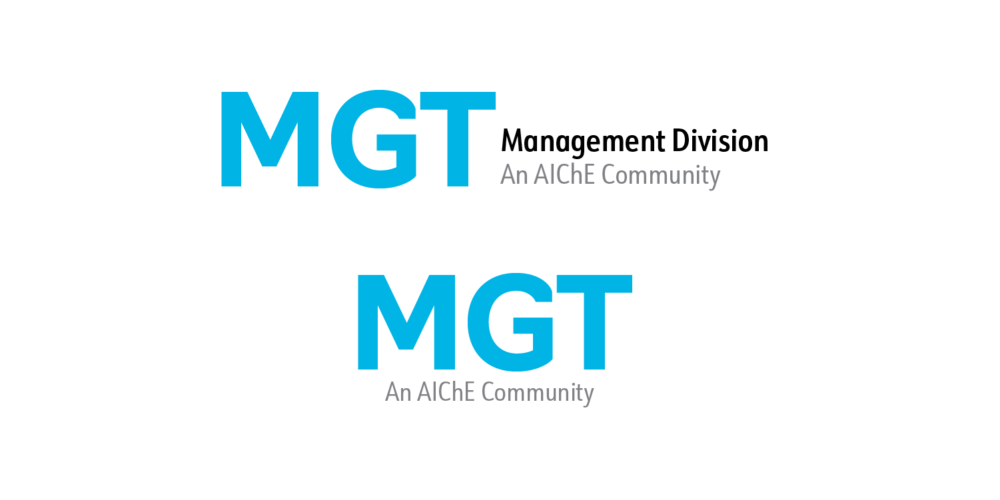 MGT
Management Division
An AIChE Community
MGT
An AIChE Community